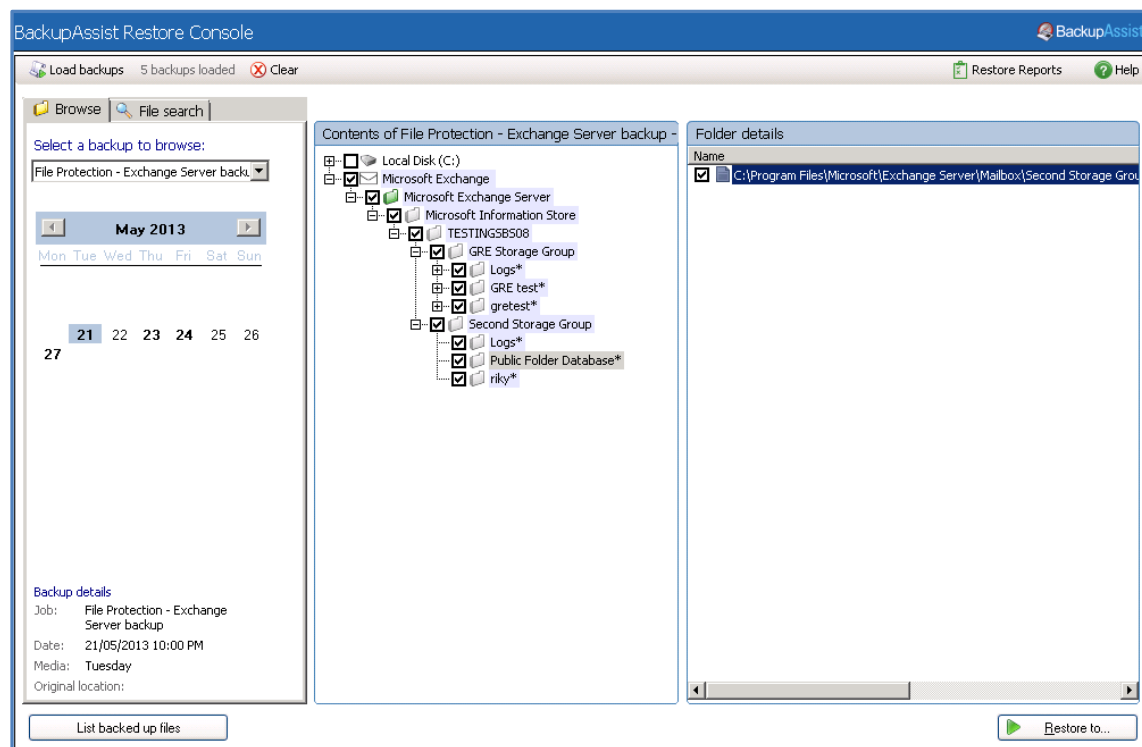 BackupAssist Restore Console
BackupAssist
Load backups 5 backups loaded Clear
Restore Reports Help
Browse File search
Select a backup to browse:
File Protection - Exchange Server backu
May 2013
Mon Tue Wed Thu Fri Sat Sun
21 22 23 24 25 26
27
Backup details
Job: File Protection - Exchange
Server backup
Date: 21/05/2013 10:00 PM
Media: Tuesday
Original location:
List backed up files
Contents of File Protection - Exchange Server backup -
Local Disk (C:)
Microsoft Exchange
Microsoft Exchange Server
Microsoft Information Store
TESTINGSBS08
GRE Storage Group
Logs*
GRE test*
gretest*
Second Storage Group
Logs*
Public Folder Database*
riky*
Folder details
Name
C:\Program Files\Microsoft\Exchange Server\Mailbox\Second Storage Grou
Restore to...